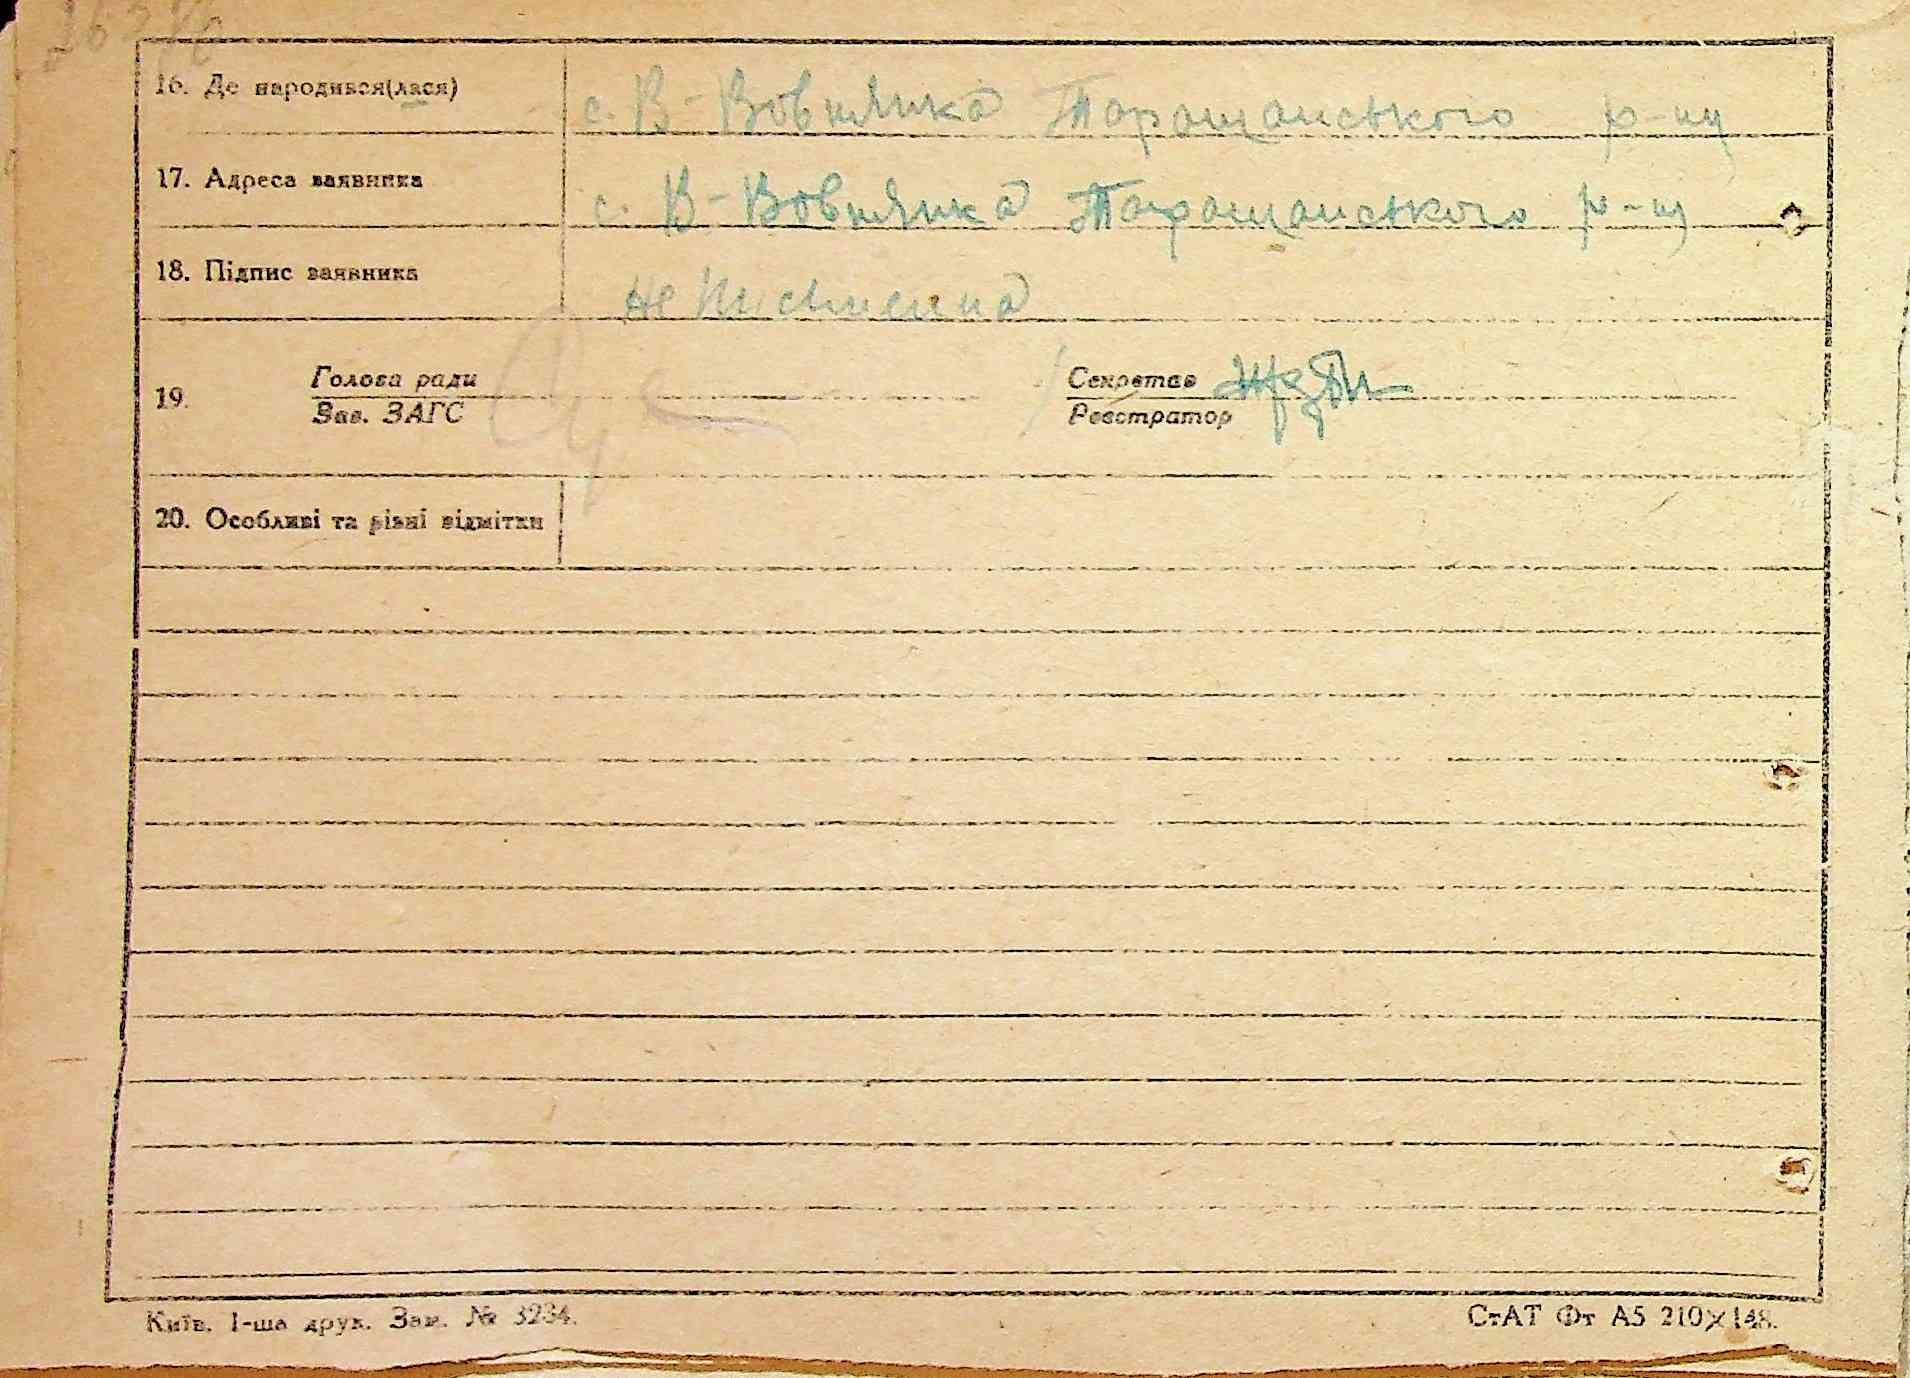 16. Де народився(лася) с. В-Вовнянка Таращанського р-ну
17. Адреса заявника с. В-Вовнянка Таращанського р-ну
18. Підпис заявника не письменна
19. Голова ради Секретар
Зав. ЗАГС Реєстратор
20. Особливі та різні відмітки
Київ. 1-ша друк. Зам. № 3234. СтАТ Фт А5 210×148.